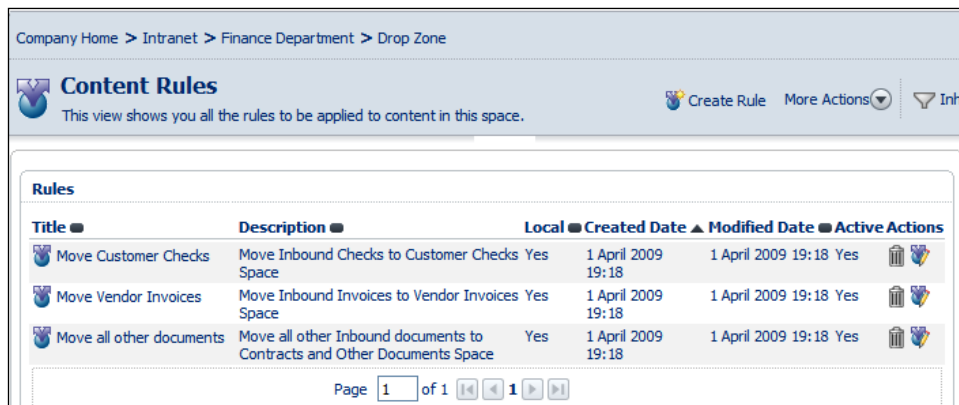 Company Home > Intranet > Finance Department > Drop Zone
Content Rules
This view shows you all the rules to be applied to content in this space.
Create Rule More Actions Inh
Rules
Title Description Local Created Date Modified Date Active Actions
Move Customer Checks Move Inbound Checks to Customer Checks Yes 1 April 2009 1 April 2009 19:18 Yes
Space 19:18
Move Vendor Invoices Move Inbound Invoices to Vendor Invoices Yes 1 April 2009 1 April 2009 19:18 Yes
Space 19:18
Move all other documents Move all other Inbound documents to Yes 1 April 2009 1 April 2009 19:18 Yes
Contracts and Other Documents Space 19:18
Page 1 of 1 1